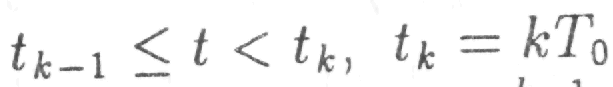 t_{k-1} ≤ t < t_k, t_k = kT_0